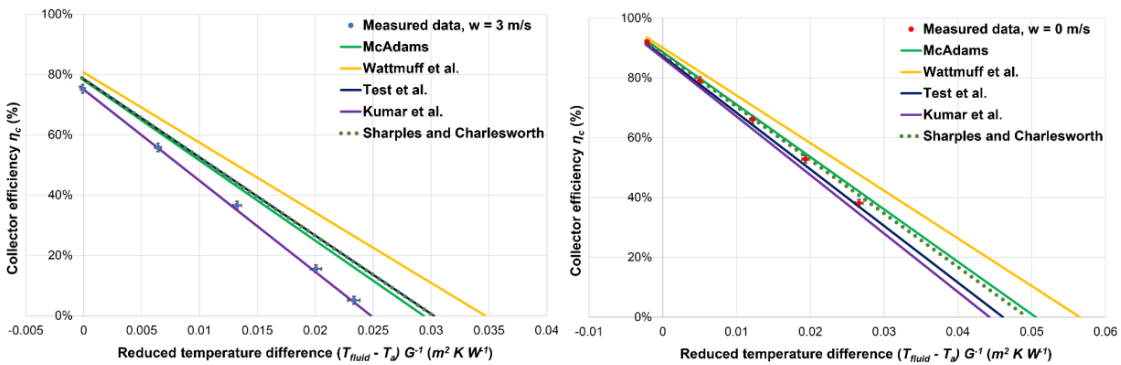 100%
80%
60%
40%
20%
0%
-0.005
0
0.005
0.01
0.015
0.02
0.025
0.03
0.035
0.04
Collector efficiency ηc (%)
Reduced temperature difference (Tfluid - Ta) G-1 (m2 K W-1)
Measured data, w = 3 m/s
McAdams
Wattmuff et al.
Test et al.
Kumar et al.
Sharples and Charlesworth
100%
80%
60%
40%
20%
0%
-0.01
0
0.01
0.02
0.03
0.04
0.05
0.06
Collector efficiency ηc (%)
Reduced temperature difference (Tfluid - Ta) G-1 (m2 K W-1)
Measured data, w = 0 m/s
McAdams
Wattmuff et al.
Test et al.
Kumar et al.
Sharples and Charlesworth